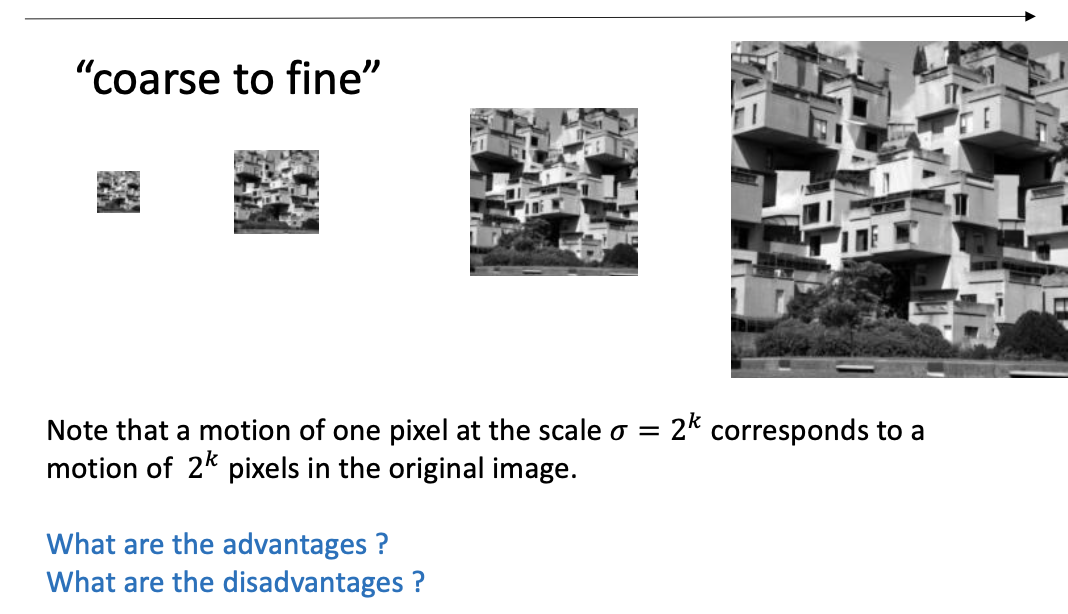 “coarse to fine”
Note that a motion of one pixel at the scale σ = 2^k corresponds to a
motion of 2^k pixels in the original image.
What are the advantages ?
What are the disadvantages ?